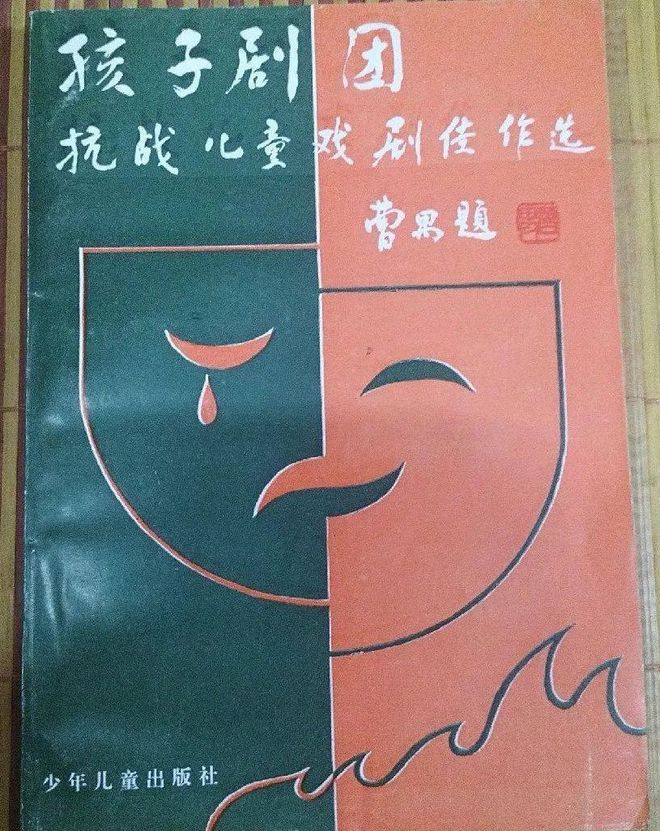 孩子剧团
抗战儿童戏剧佳作选
曹禺题
少年儿童出版社